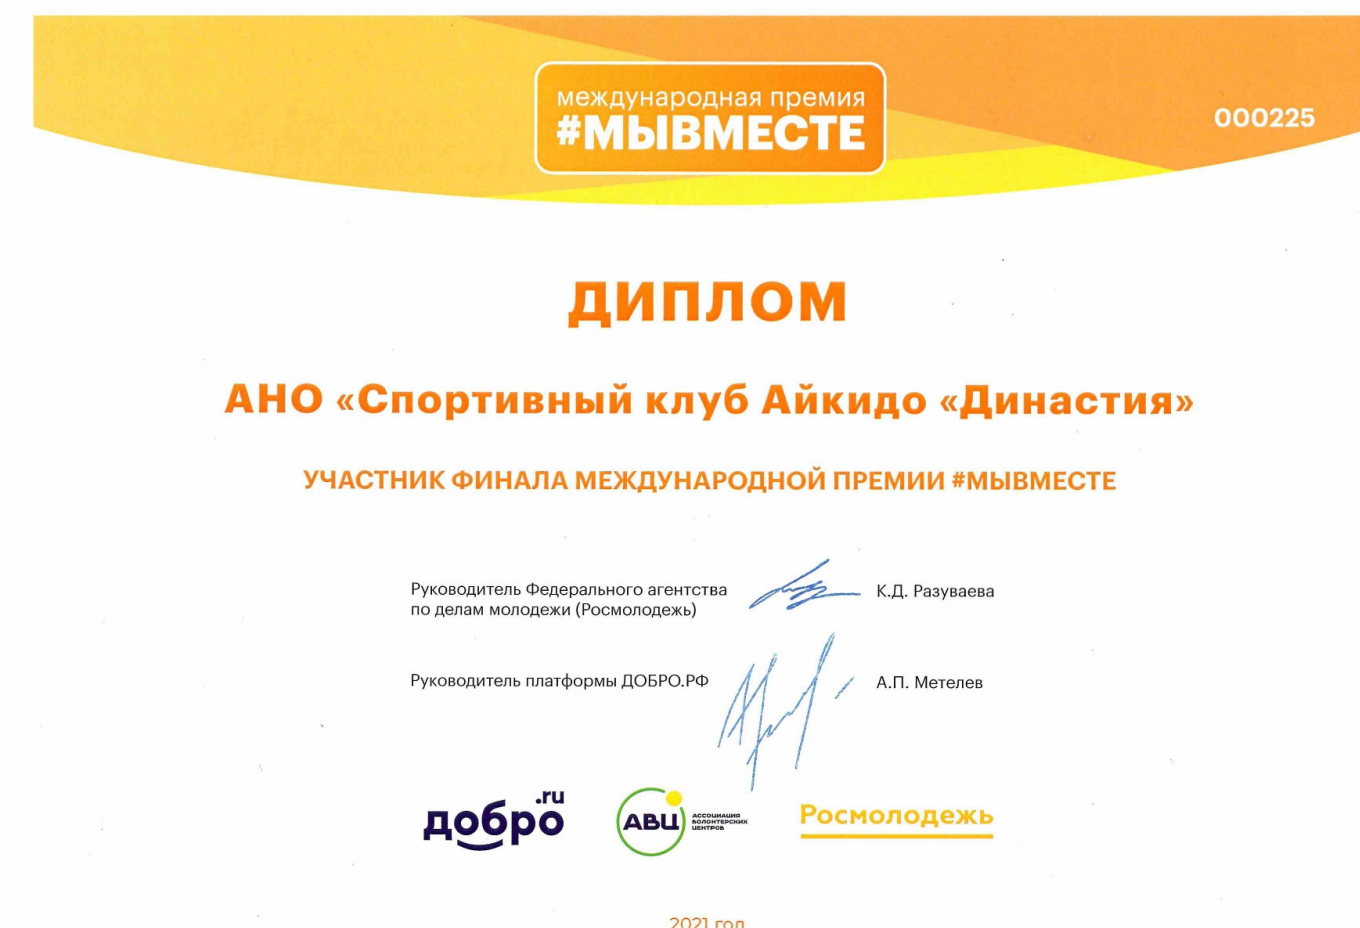 международная премия
#МЫВМЕСТЕ
000225
ДИПЛОМ
АНО «Спортивный клуб Айкидо «Династия»
УЧАСТНИК ФИНАЛА МЕЖДУНАРОДНОЙ ПРЕМИИ #МЫВМЕСТЕ
Руководитель Федерального агентства
по делам молодежи (Росмолодежь)
К.Д. Разуваева
Руководитель платформы ДОБРО.РФ
А.П. Метелев
добро.ru
АВЦ
АССОЦИАЦИЯ
ВОЛОНТЕРСКИХ
ЦЕНТРОВ
Росмолодежь
2021 год